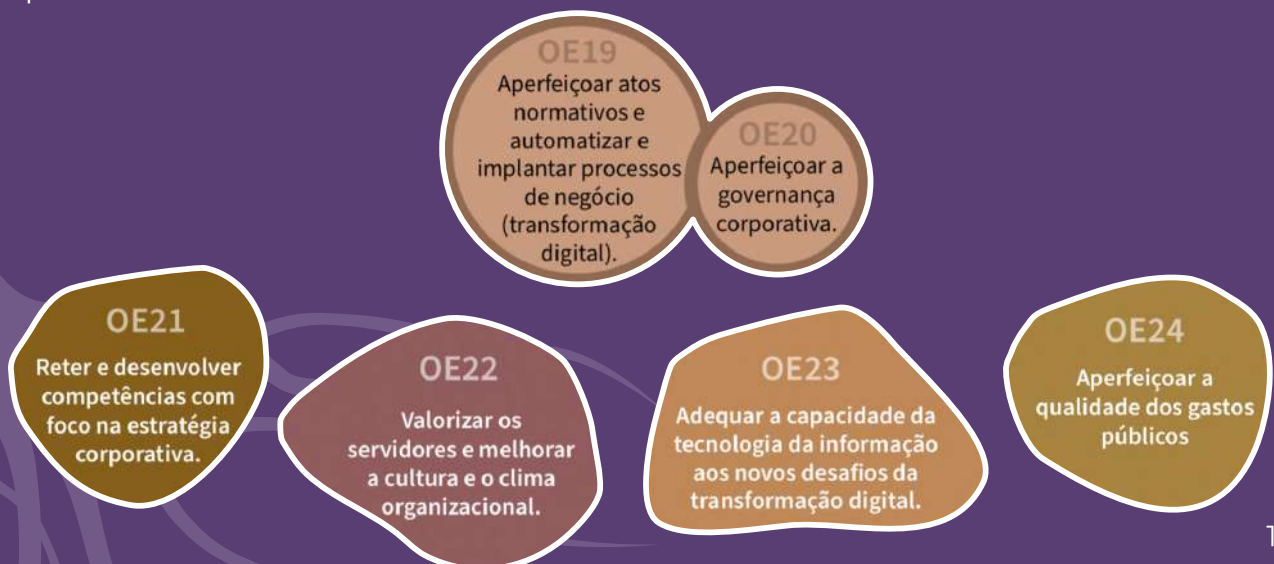 OE19
Aperfeiçoar atos
normativos e
automatizar e
implantar processos
de negócio
(transformação
digital).
OE20
Aperfeiçoar a
governança
corporativa.
OE21
Reter e desenvolver
competências com
foco na estratégia
corporativa.
OE22
Valorizar os
servidores e melhorar
a cultura e o clima
organizacional.
OE23
Adequar a capacidade da
tecnologia da informação
aos novos desafios da
transformação digital.
OE24
Aperfeiçoar a
qualidade dos gastos
públicos